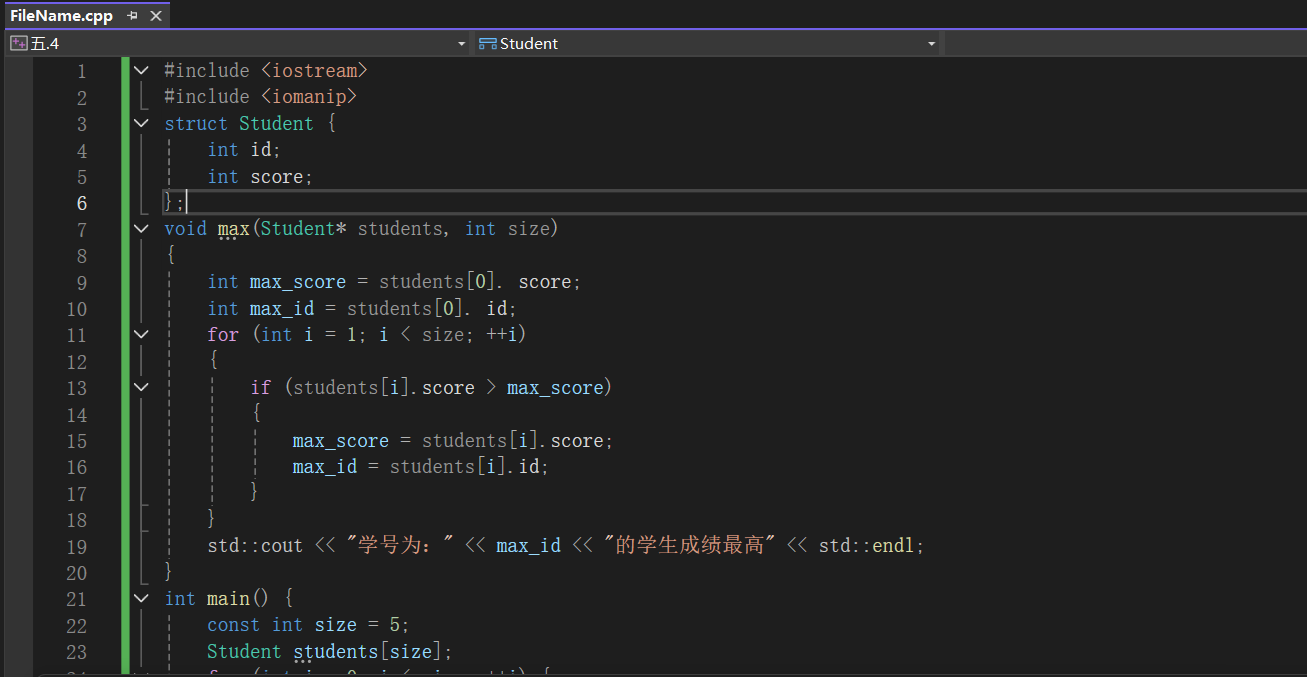 FileName.cpp
五.4 Student
1 #include <iostream>
2 #include <iomanip>
3 struct Student {
4 int id;
5 int score;
6 };
7 void max(Student* students, int size)
8 {
9 int max_score = students[0]. score;
10 int max_id = students[0]. id;
11 for (int i = 1; i < size; ++i)
12 {
13 if (students[i].score > max_score)
14 {
15 max_score = students[i].score;
16 max_id = students[i].id;
17 }
18 }
19 std::cout << "学号为：" << max_id << "的学生成绩最高" << std::endl;
20 }
21 int main() {
22 const int size = 5;
23 Student students[size];